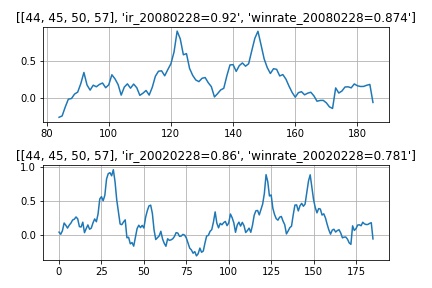 [[44, 45, 50, 57], 'ir_20080228=0.92', 'winrate_20080228=0.874']
0.5
0.0
80 100 120 140 160 180
[[44, 45, 50, 57], 'ir_20020228=0.86', 'winrate_20020228=0.781']
1.0
0.5
0.0
0 25 50 75 100 125 150 175